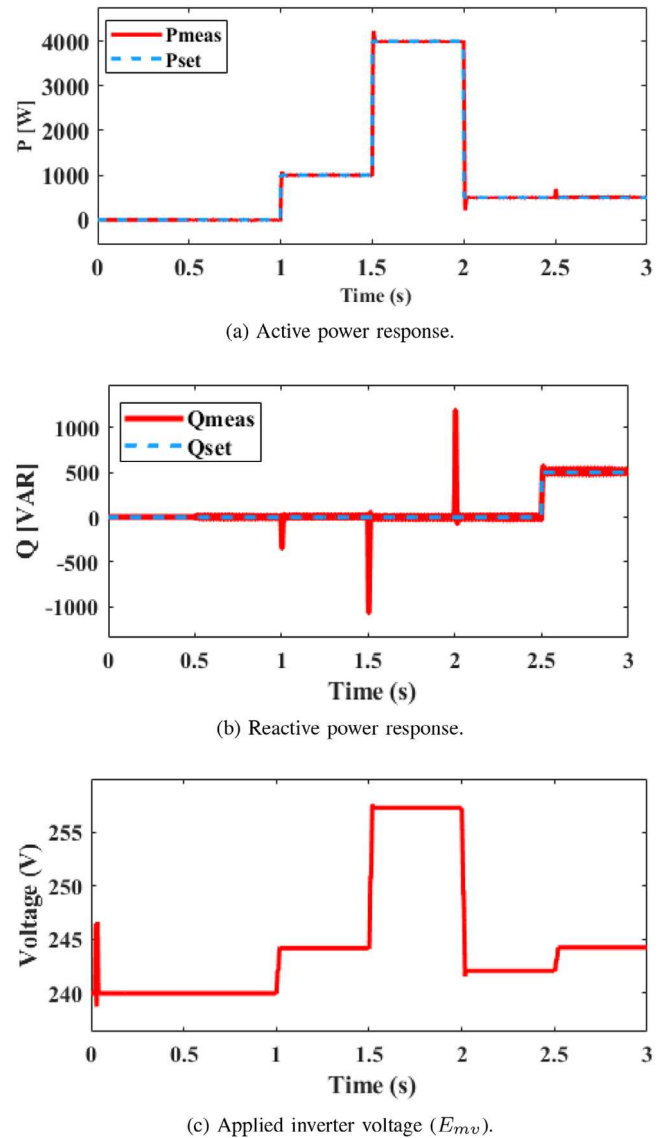 Pmeas
Pset
4000
3000
2000
1000
0
P [W]
0 0.5 1 1.5 2 2.5 3
Time (s)
(a) Active power response.
Qmeas
Qset
1000
500
0
-500
-1000
Q [VAR]
0 0.5 1 1.5 2 2.5 3
Time (s)
(b) Reactive power response.
255
250
245
240
Voltage (V)
0 0.5 1 1.5 2 2.5 3
Time (s)
(c) Applied inverter voltage (E_{mv}).